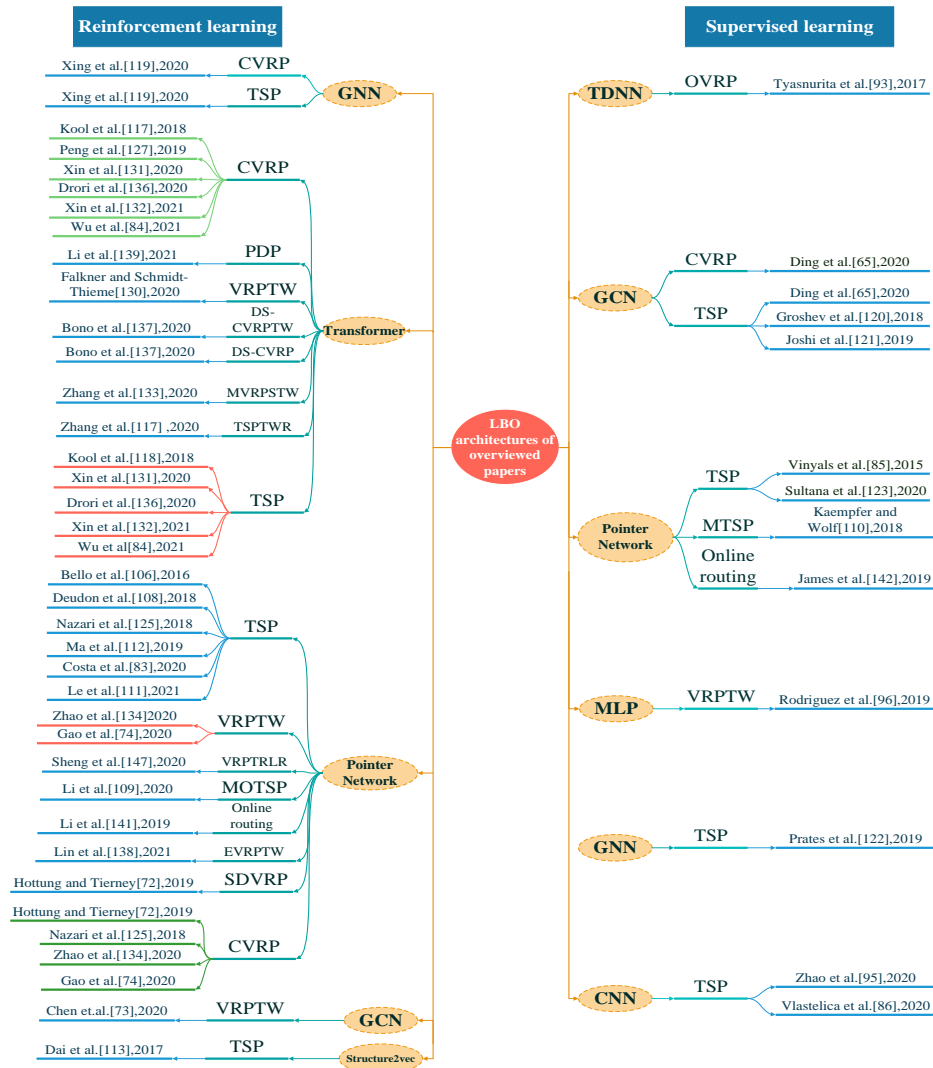 Reinforcement learning
Xing et al.[119],2020
CVRP
Xing et al.[119],2020
TSP
GNN
Kool et al.[117],2018
Peng et al.[127],2019
Xin et al.[131],2020
Drori et al.[136],2020
Xin et al.[132],2021
Wu et al.[84],2021
CVRP
Li et al.[139],2021
PDP
Falkner and Schmidt-
Thieme[130],2020
VRPTW
Bono et al.[137],2020
DS-
CVRPTW
Bono et al.[137],2020
DS-CVRP
Zhang et al.[133],2020
MVRPSTW
Zhang et al.[117] ,2020
TSPTWR
Kool et al.[118],2018
Xin et al.[131],2020
Drori et al.[136],2020
Xin et al.[132],2021
Wu et al[84],2021
TSP
Transformer
Bello et al.[106],2016
Deudon et al.[108],2018
Nazari et al.[125],2018
Ma et al.[112],2019
Costa et al.[83],2020
Le et al.[111],2021
TSP
Zhao et al.[134]2020
Gao et al.[74],2020
VRPTW
Sheng et al.[147],2020
VRPTRLR
Li et al.[109],2020
MOTSP
Li et al.[141],2019
Online
routing
Lin et al.[138],2021
EVRPTW
Hottung and Tierney[72],2019
SDVRP
Hottung and Tierney[72],2019
Nazari et al.[125],2018
Zhao et al.[134],2020
Gao et al.[74],2020
CVRP
Pointer
Network
Chen et.al.[73],2020
VRPTW
GCN
Dai et al.[113],2017
TSP
Structure2vec
LBO
architectures of
overviewed
papers
Supervised learning
TDNN
OVRP
Tyasnurita et al.[93],2017
GCN
CVRP
Ding et al.[65],2020
TSP
Ding et al.[65],2020
Groshev et al.[120],2018
Joshi et al.[121],2019
Pointer
Network
TSP
Vinyals et al.[85],2015
Sultana et al.[123],2020
MTSP
Kaempfer and
Wolf[110],2018
Online
routing
James et al.[142],2019
MLP
VRPTW
Rodriguez et al.[96],2019
GNN
TSP
Prates et al.[122],2019
CNN
TSP
Zhao et al.[95],2020
Vlastelica et al.[86],2020